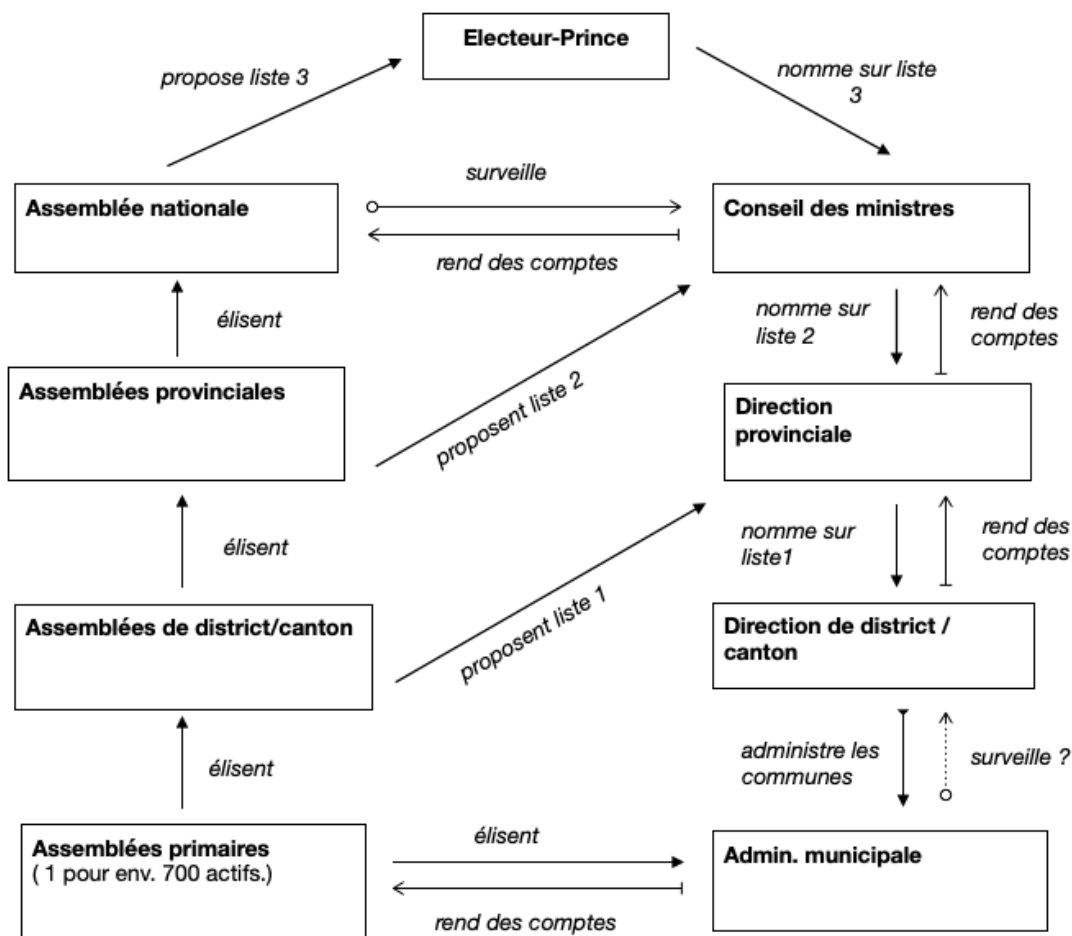 Electeur-Prince
propose liste 3
nomme sur liste
3
surveille
Assemblée nationale
Conseil des ministres
rend des comptes
élisent
nomme sur
liste 2
rend des
comptes
Assemblées provinciales
proposent liste 2
Direction
provinciale
élisent
nomme sur
liste1
rend des
comptes
Assemblées de district/canton
proposent liste 1
Direction de district /
canton
élisent
administre les
communes
surveille ?
Assemblées primaires
( 1 pour env. 700 actifs.)
élisent
Admin. municipale
rend des comptes